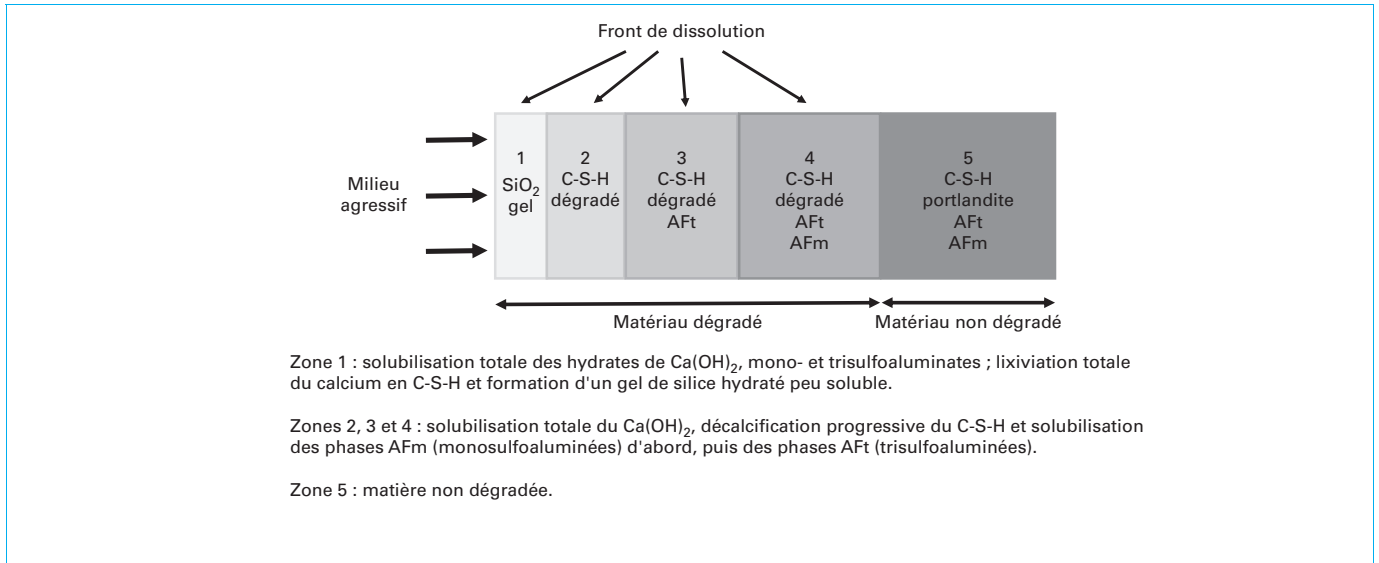 Front de dissolution
Milieu
agressif
1
SiO₂
gel
2
C-S-H
dégradé
3
C-S-H
dégradé
AFt
4
C-S-H
dégradé
AFt
AFm
5
C-S-H
portlandite
AFt
AFm
Matériau dégradé
Matériau non dégradé
Zone 1 : solubilisation totale des hydrates de Ca(OH)₂, mono- et trisulfoaluminates ; lixiviation totale
du calcium en C-S-H et formation d'un gel de silice hydraté peu soluble.
Zones 2, 3 et 4 : solubilisation totale du Ca(OH)₂, décalcification progressive du C-S-H et solubilisation
des phases AFm (monosulfoaluminées) d'abord, puis des phases AFt (trisulfoaluminées).
Zone 5 : matière non dégradée.